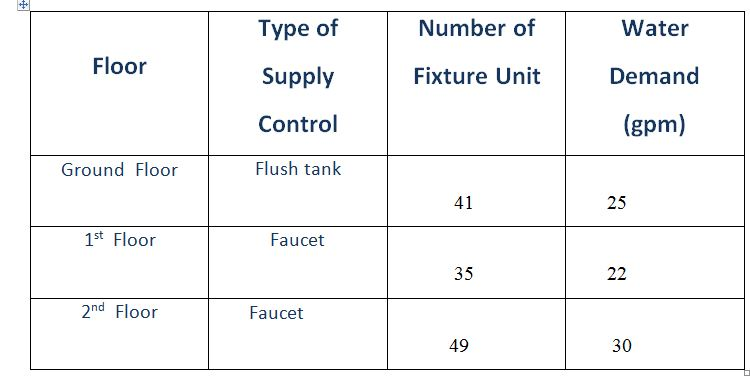 Floor
Type of
Supply
Control
Number of
Fixture Unit
Water
Demand
(gpm)
Ground Floor
Flush tank
41
25
1st Floor
Faucet
35
22
2nd Floor
Faucet
49
30